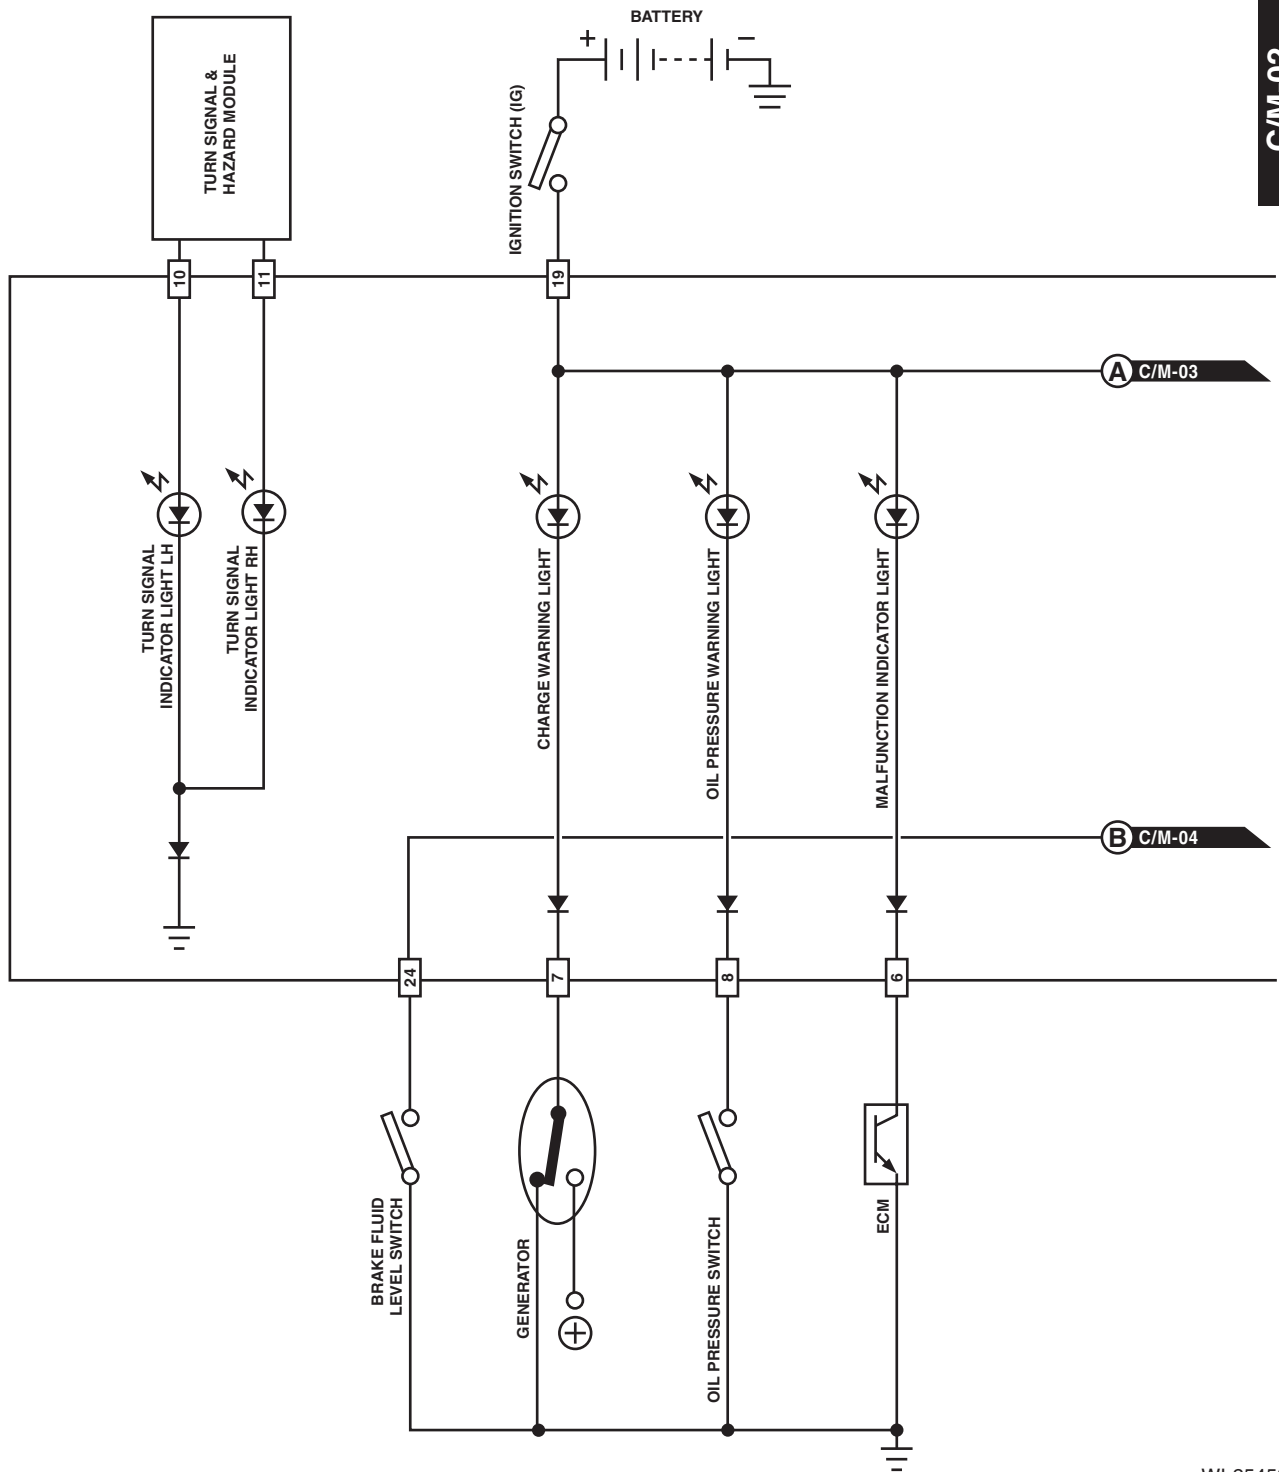 BATTERY
+
−
C/M-02
TURN SIGNAL &
HAZARD MODULE
IGNITION SWITCH (IG)
10
11
19
A
C/M-03
TURN SIGNAL
INDICATOR LIGHT LH
TURN SIGNAL
INDICATOR LIGHT RH
CHARGE WARNING LIGHT
OIL PRESSURE WARNING LIGHT
MALFUNCTION INDICATOR LIGHT
B
C/M-04
24
7
8
6
BRAKE FLUID
LEVEL SWITCH
GENERATOR
+
OIL PRESSURE SWITCH
ECM